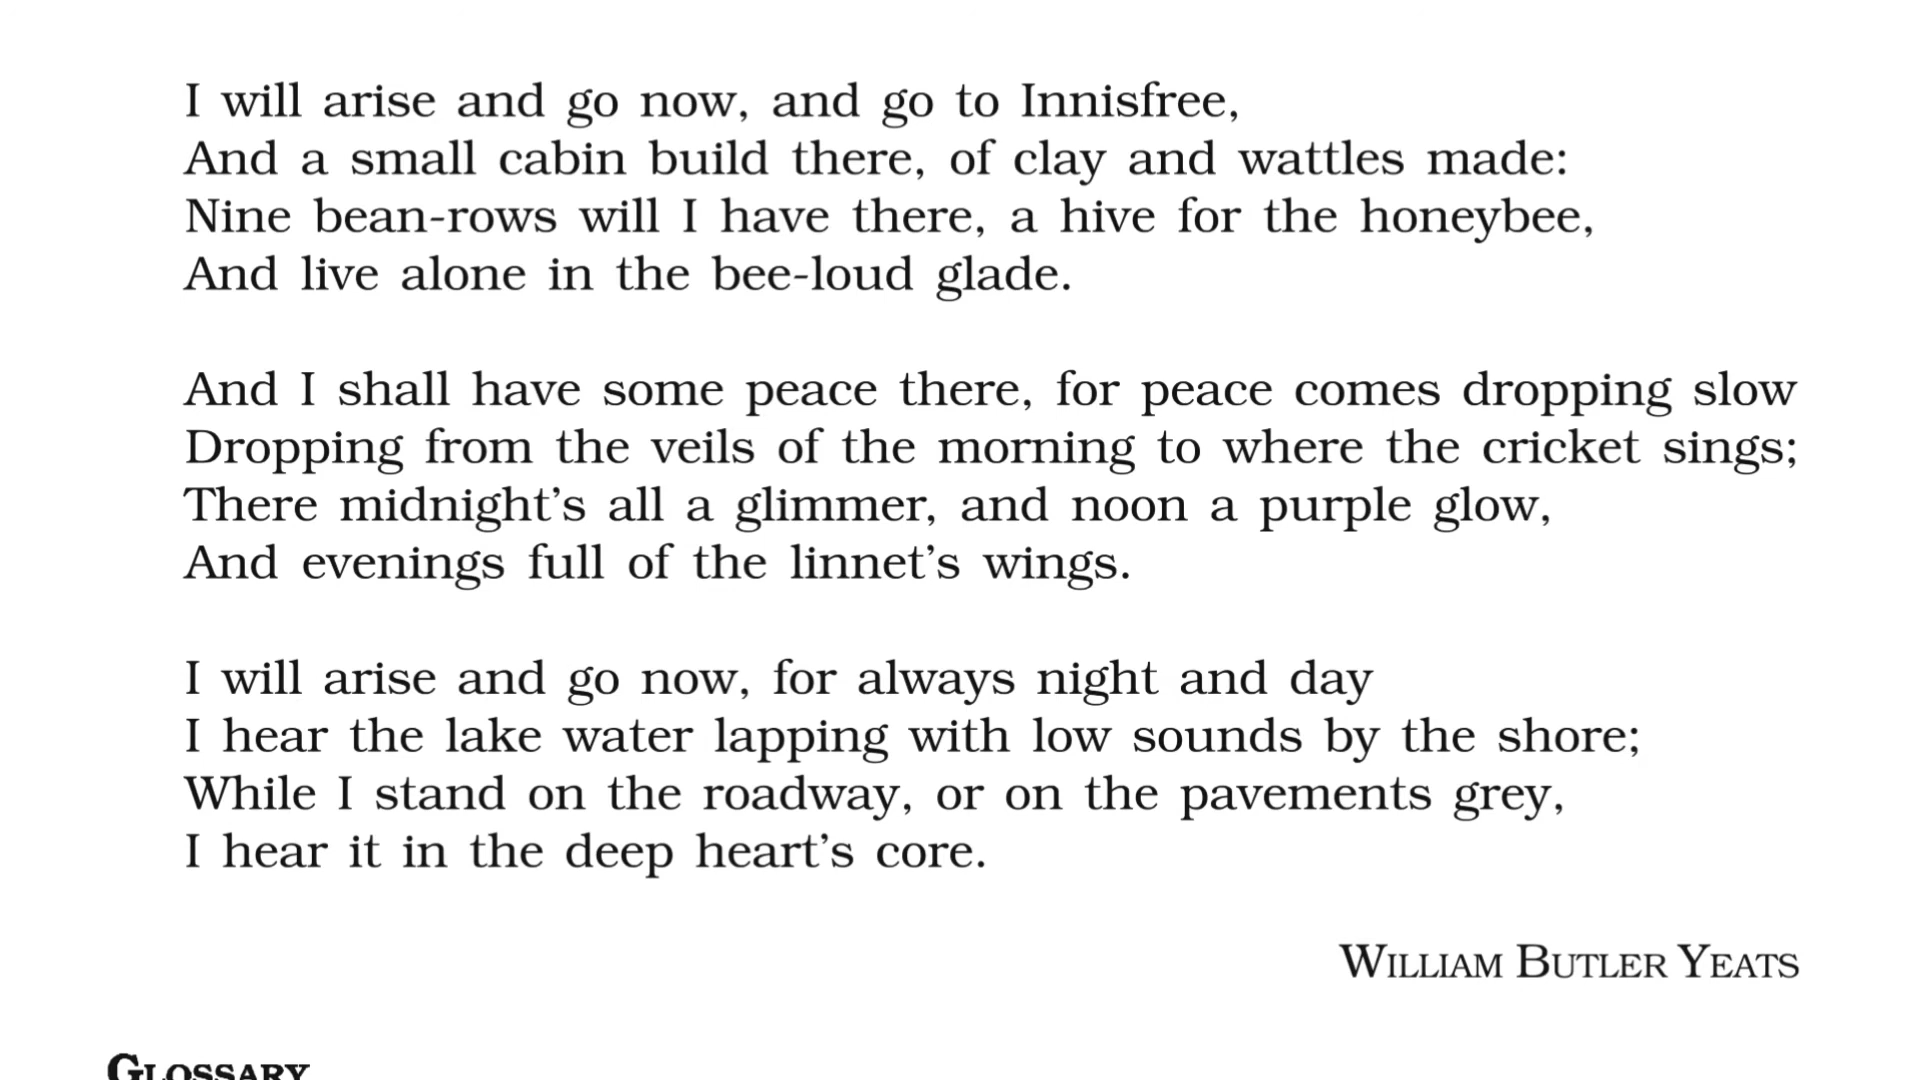 I will arise and go now, and go to Innisfree,
And a small cabin build there, of clay and wattles made:
Nine bean-rows will I have there, a hive for the honeybee,
And live alone in the bee-loud glade.
And I shall have some peace there, for peace comes dropping slow
Dropping from the veils of the morning to where the cricket sings;
There midnight’s all a glimmer, and noon a purple glow,
And evenings full of the linnet’s wings.
I will arise and go now, for always night and day
I hear the lake water lapping with low sounds by the shore;
While I stand on the roadway, or on the pavements grey,
I hear it in the deep heart’s core.
WILLIAM BUTLER YEATS
GLOSSARY